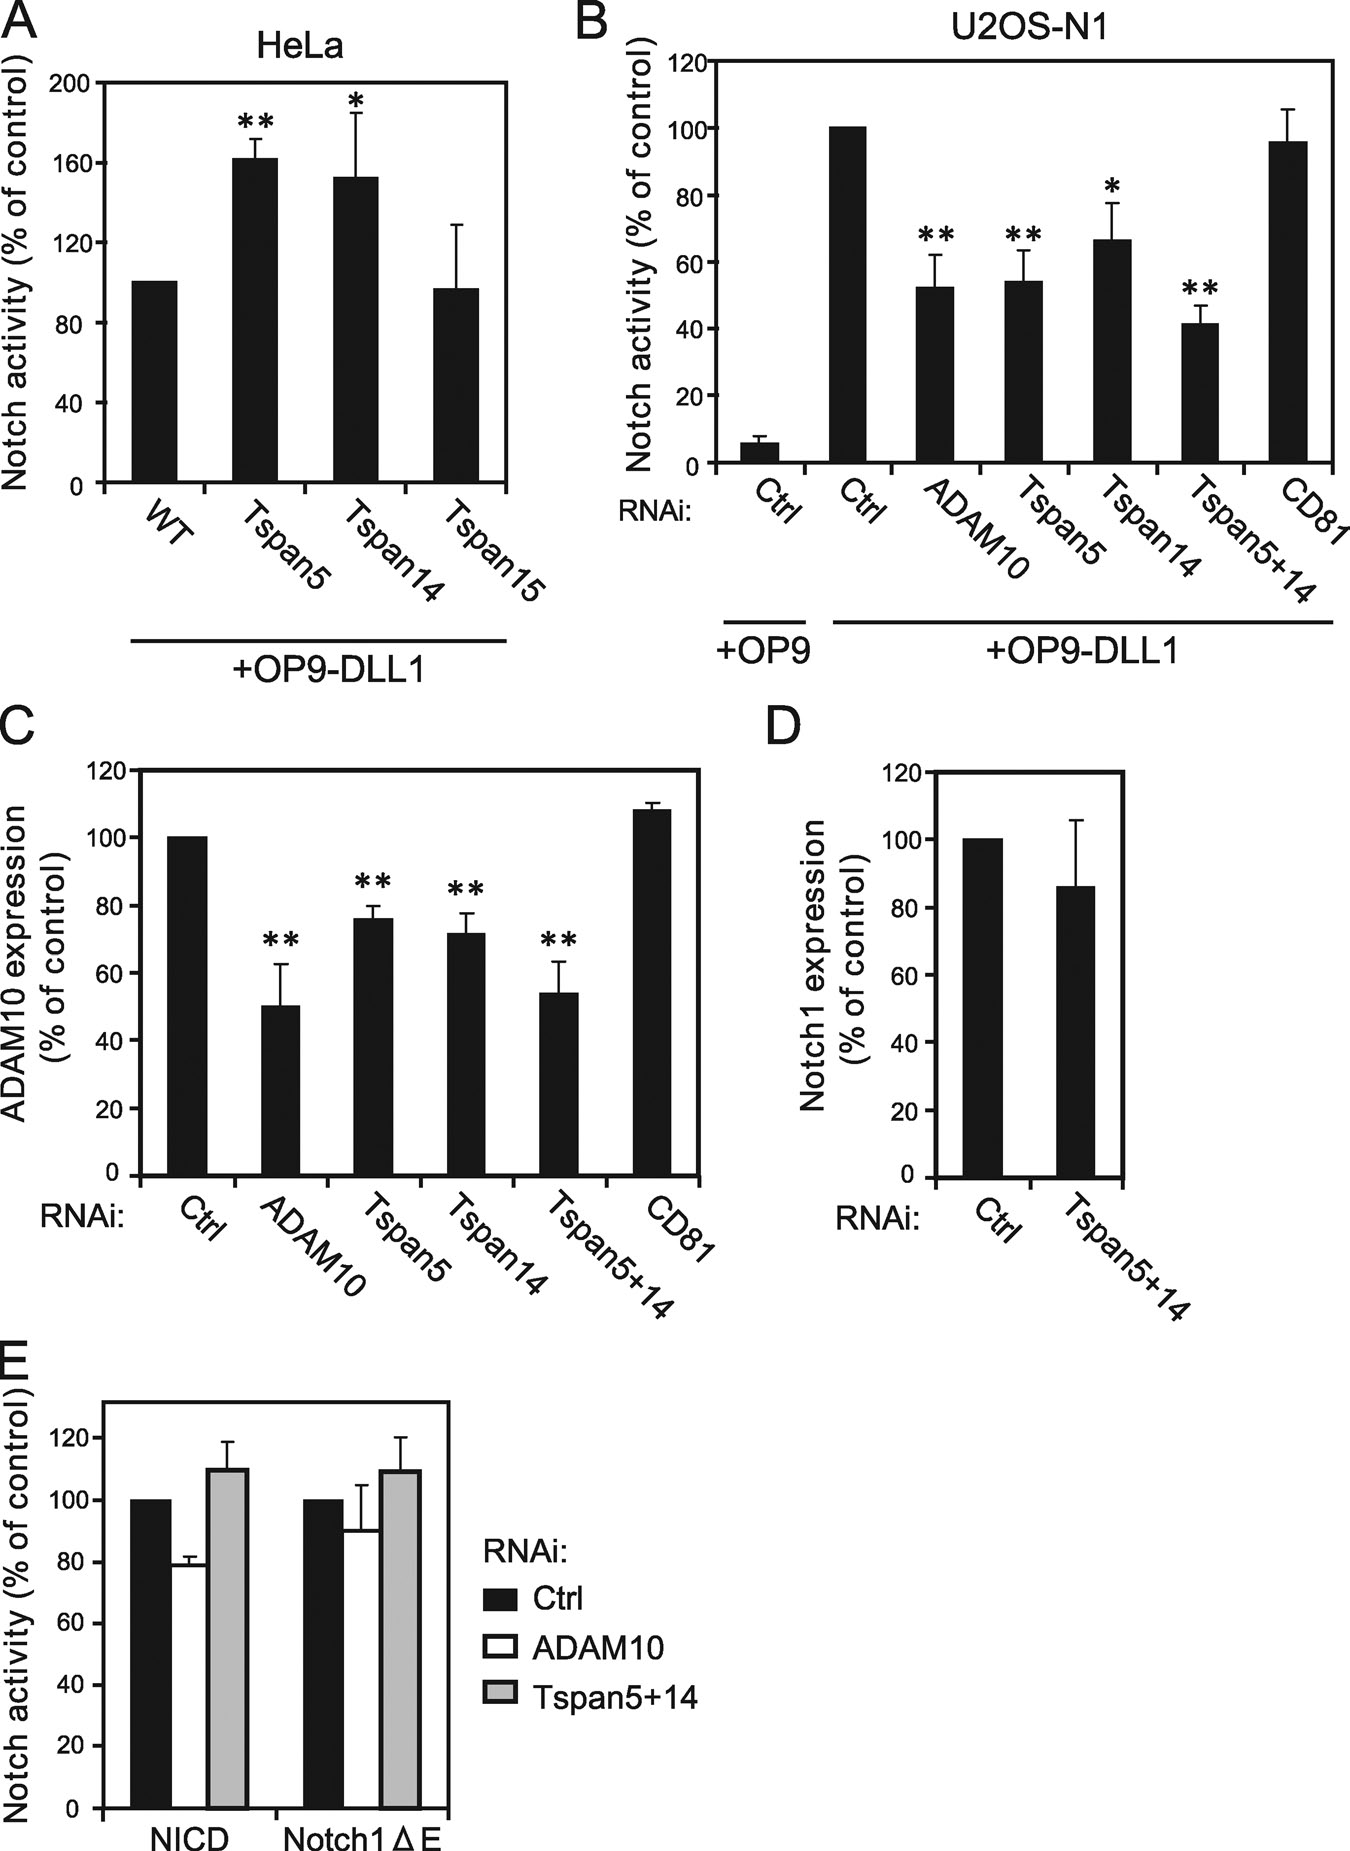 A
HeLa
Notch activity (% of control)
200
160
120
80
40
0
** *
WT Tspan5 Tspan14 Tspan15
+OP9-DLL1
B
U2OS-N1
Notch activity (% of control)
120
100
80
60
40
20
0
** ** * **
RNAi: Ctrl Ctrl ADAM10 Tspan5 Tspan14 Tspan5+14 CD81
+OP9 +OP9-DLL1
C
ADAM10 expression
(% of control)
120
100
80
60
40
20
0
** ** ** **
RNAi: Ctrl ADAM10 Tspan5 Tspan14 Tspan5+14 CD81
D
Notch1 expression
(% of control)
120
100
80
60
40
20
0
RNAi: Ctrl Tspan5+14
E
Notch activity (% of control)
120
100
80
60
40
20
0
NICD Notch1 Δ E
RNAi:
Ctrl
ADAM10
Tspan5+14